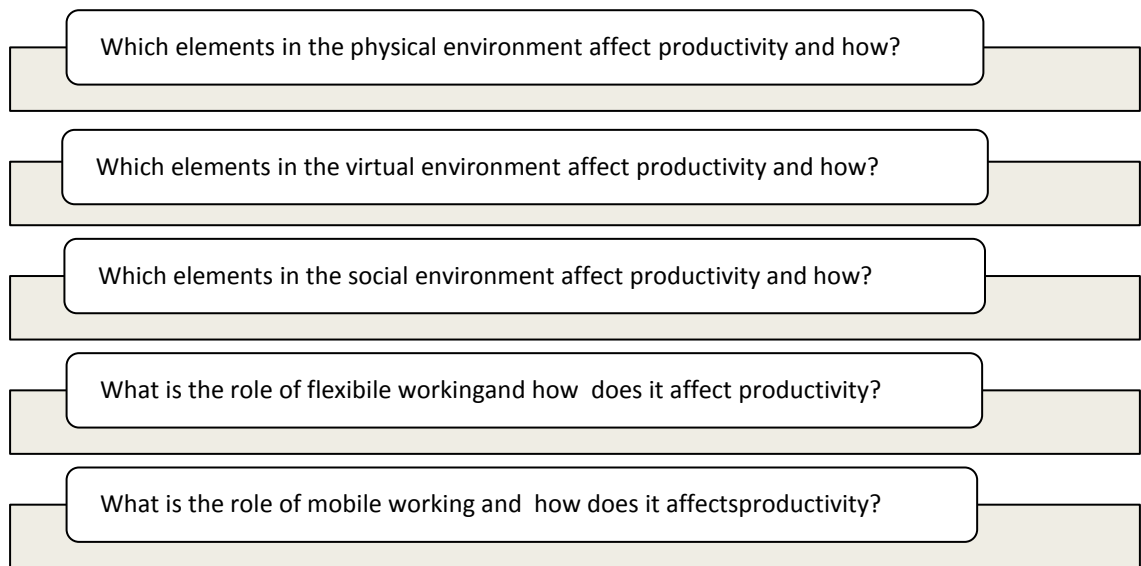 Which elements in the physical environment affect productivity and how?
Which elements in the virtual environment affect productivity and how?
Which elements in the social environment affect productivity and how?
What is the role of flexibile workingand how  does it affect productivity?
What is the role of mobile working and  how does it affectsproductivity?